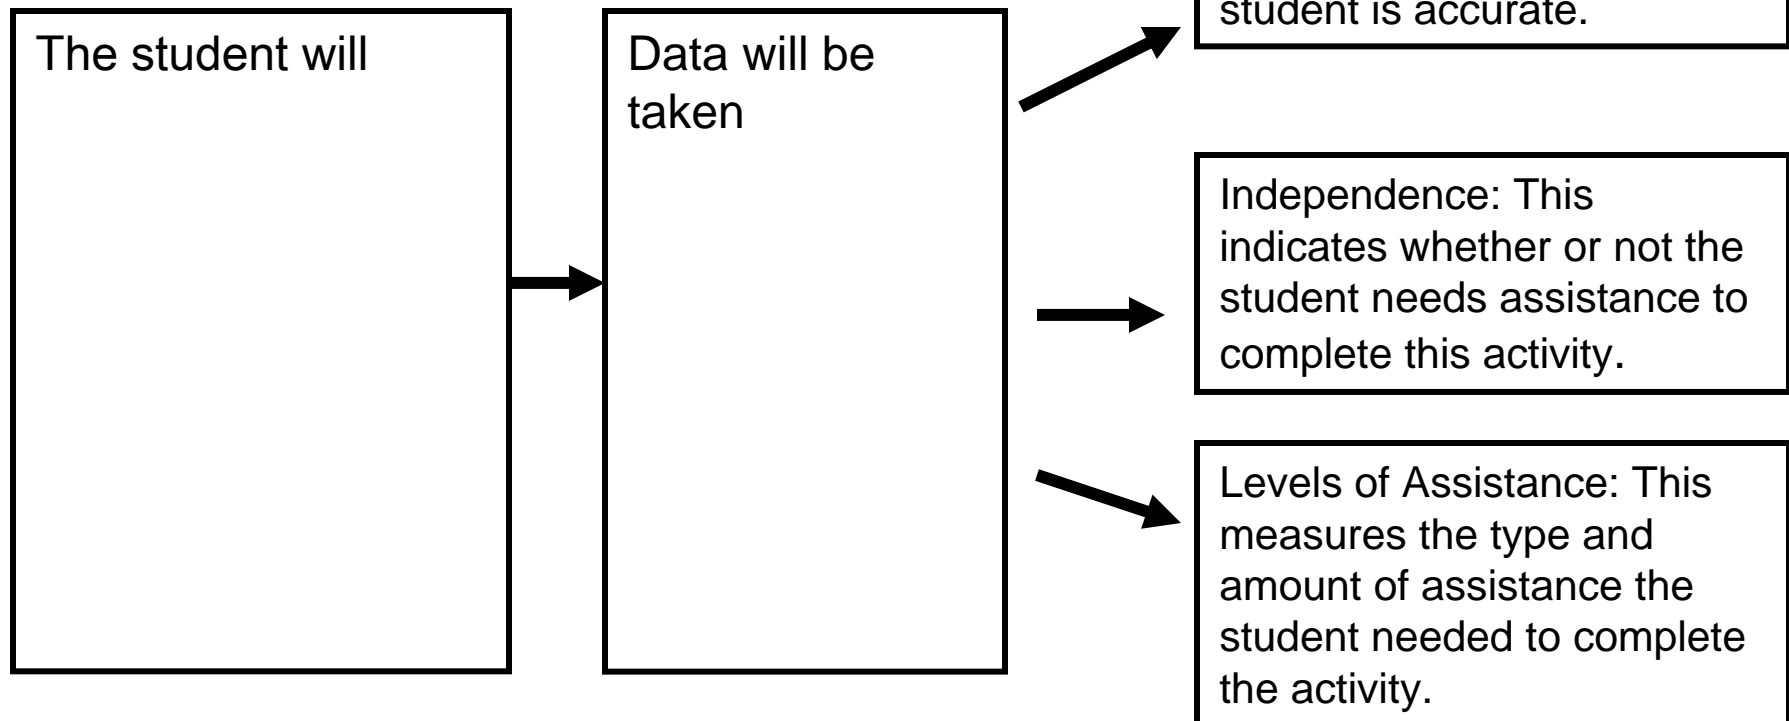 The student will
Data will be
taken
student is accurate.
Independence: This
indicates whether or not the
student needs assistance to
complete this activity.
Levels of Assistance: This
measures the type and
amount of assistance the
student needed to complete
the activity.